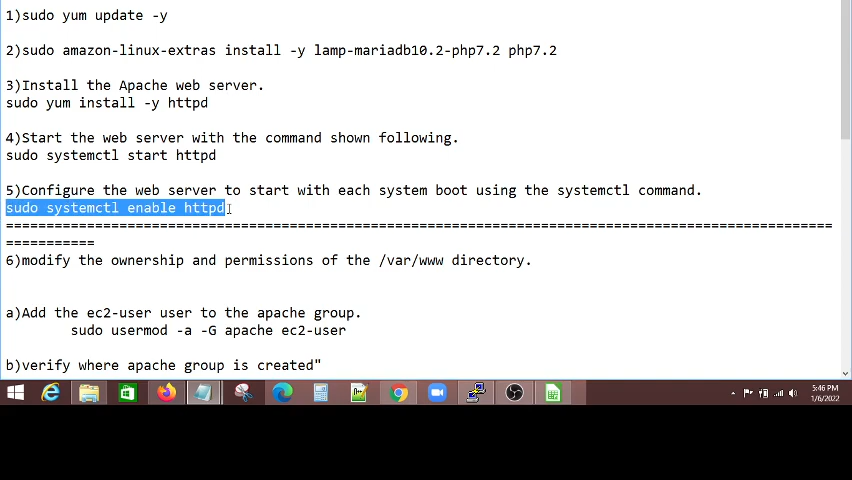 1)sudo yum update -y
2)sudo amazon-linux-extras install -y lamp-mariadb10.2-php7.2 php7.2
3)Install the Apache web server.
sudo yum install -y httpd
4)Start the web server with the command shown following.
sudo systemctl start httpd
5)Configure the web server to start with each system boot using the systemctl command.
sudo systemctl enable httpd
=======================================================================================================
===========
6)modify the ownership and permissions of the /var/www directory.
a)Add the ec2-user user to the apache group.
sudo usermod -a -G apache ec2-user
b)verify where apache group is created"
5:46 PM
1/6/2022